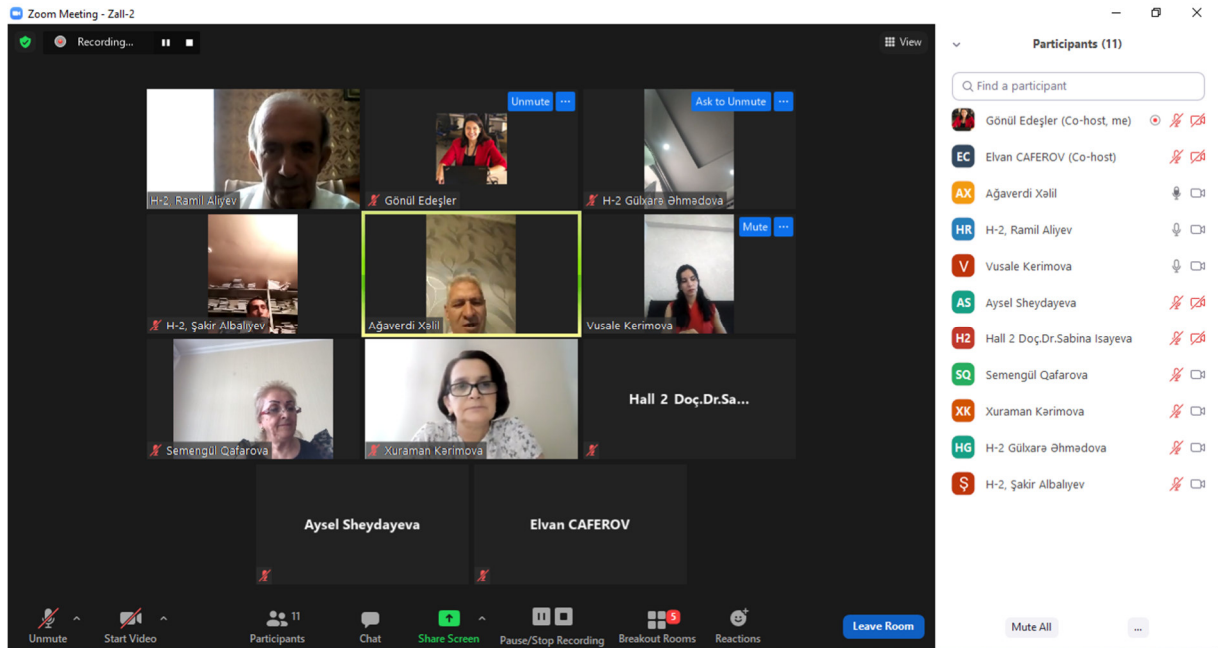 Zoom Meeting - Zall-2
Recording...
View
Unmute
Ask to Unmute
H-2, Ramil Aliyev
Gönül Edeşler
H-2 Gülxarə Əhmədova
Mute
H-2, Şakir Albaliyev
Ağaverdi Xəlil
Vusale Kerimova
Semengül Qafarova
Xuraman Kərimova
Hall 2 Doç.Dr.Sa...
Aysel Sheydayeva
Elvan CAFEROV
Unmute
Start Video
11
Participants
Chat
Share Screen
Pause/Stop Recording
5
Breakout Rooms
Reactions
Leave Room
Participants (11)
Find a participant
Gönül Edeşler (Co-host, me)
EC Elvan CAFEROV (Co-host)
AX Ağaverdi Xəlil
HR H-2, Ramil Aliyev
V Vusale Kerimova
AS Aysel Sheydayeva
H2 Hall 2 Doç.Dr.Sabina Isayeva
SQ Semengül Qafarova
XK Xuraman Kərimova
HG H-2 Gülxarə Əhmədova
Ş H-2, Şakir Albalıyev
Mute All
...